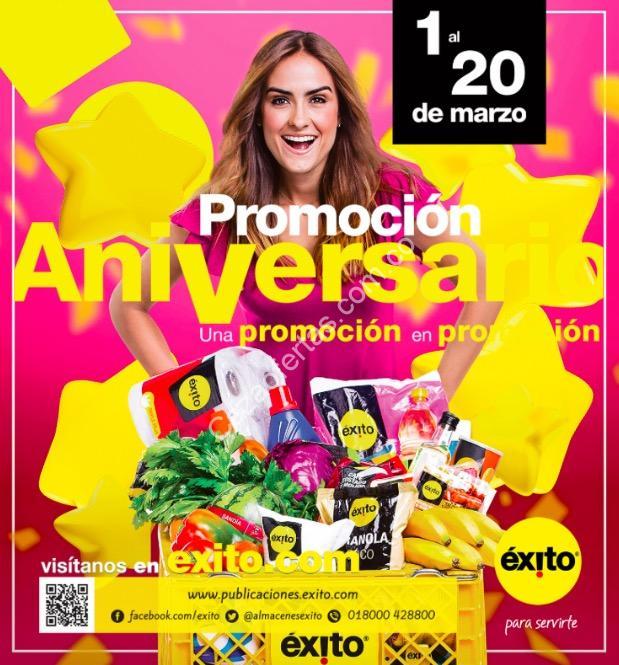 1 al
20
de marzo
Promoción
Aniversario
Una promoción en promoción
éxito
éxito
éxito
GRANOLA
visítanos en exito.com
www.publicaciones.exito.com
facebook.com/exito @almacenesexito 018000 428800
éxito®
éxito®
para servirte